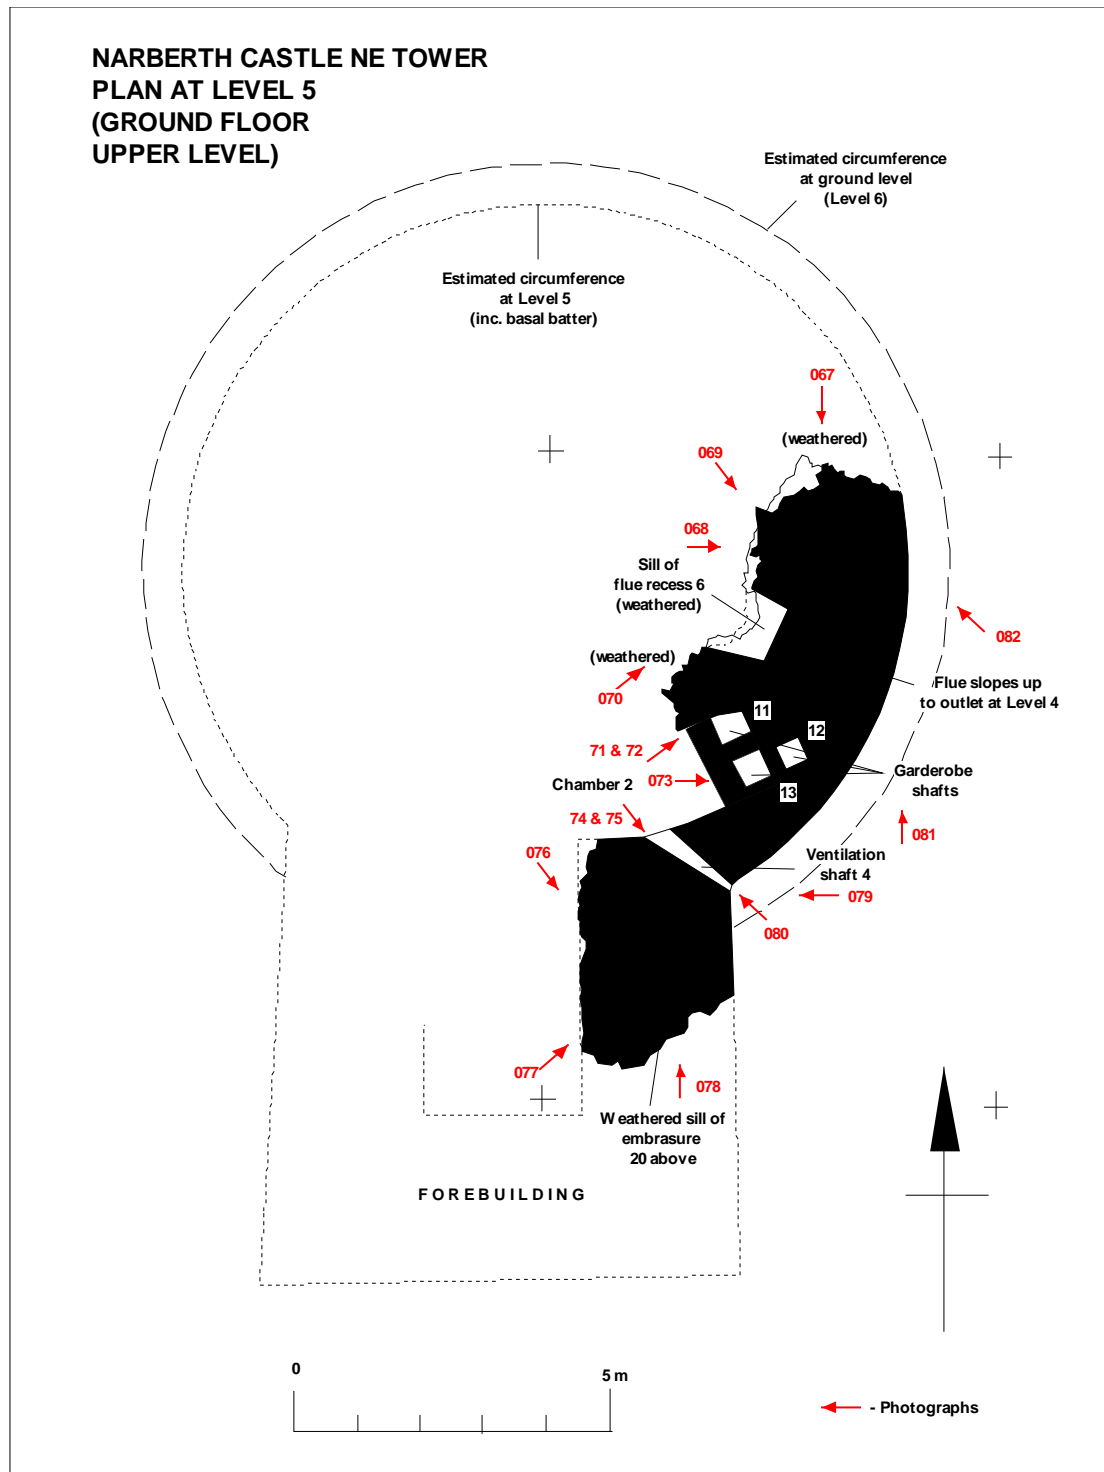 NARBERTH CASTLE NE TOWER
PLAN AT LEVEL 5
(GROUND FLOOR
UPPER LEVEL)
Estimated circumference
at ground level
(Level 6)
Estimated circumference
at Level 5
(inc. basal batter)
067
(weathered)
069
068
Sill of
flue recess 6
(weathered)
082
(weathered)
070
Flue slopes up
to outlet at Level 4
11
12
71 & 72
073
Chamber 2
Garderobe
shafts
13
74 & 75
081
076
Ventilation
shaft 4
079
080
077
078
Weathered sill of
embrasure
20 above
FOREBUILDING
0
5 m
- Photographs